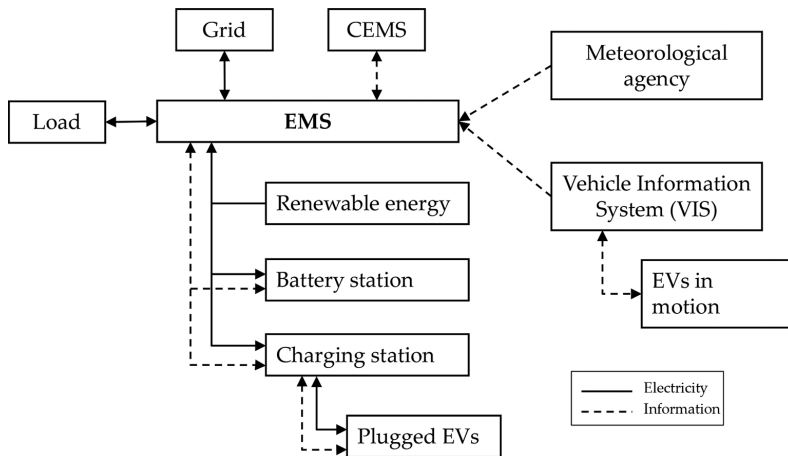 Grid
CEMS
Meteorological
agency
Load
EMS
Vehicle Information
System (VIS)
Renewable energy
Battery station
EVs in
motion
Charging station
Electricity
Information
Plugged EVs